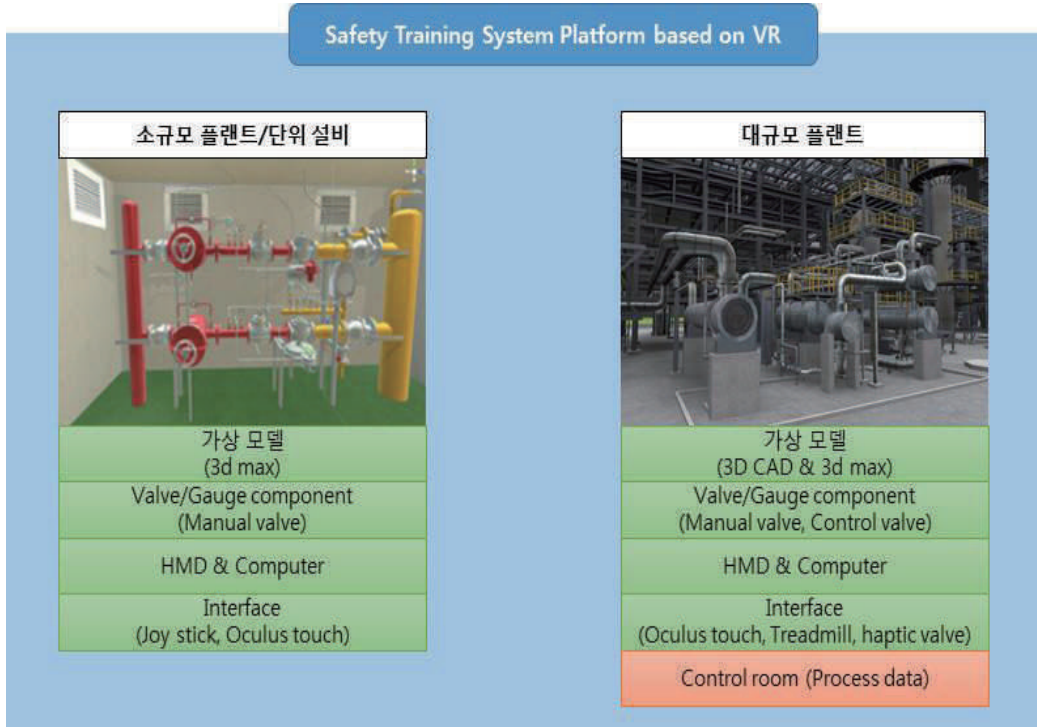 Safety Training System Platform based on VR
소규모 플랜트/단위 설비
가상 모델
(3d max)
Valve/Gauge component
(Manual valve)
HMD & Computer
Interface
(Joy stick, Oculus touch)
대규모 플랜트
가상 모델
(3D CAD & 3d max)
Valve/Gauge component
(Manual valve, Control valve)
HMD & Computer
Interface
(Oculus touch, Treadmill, haptic valve)
Control room (Process data)